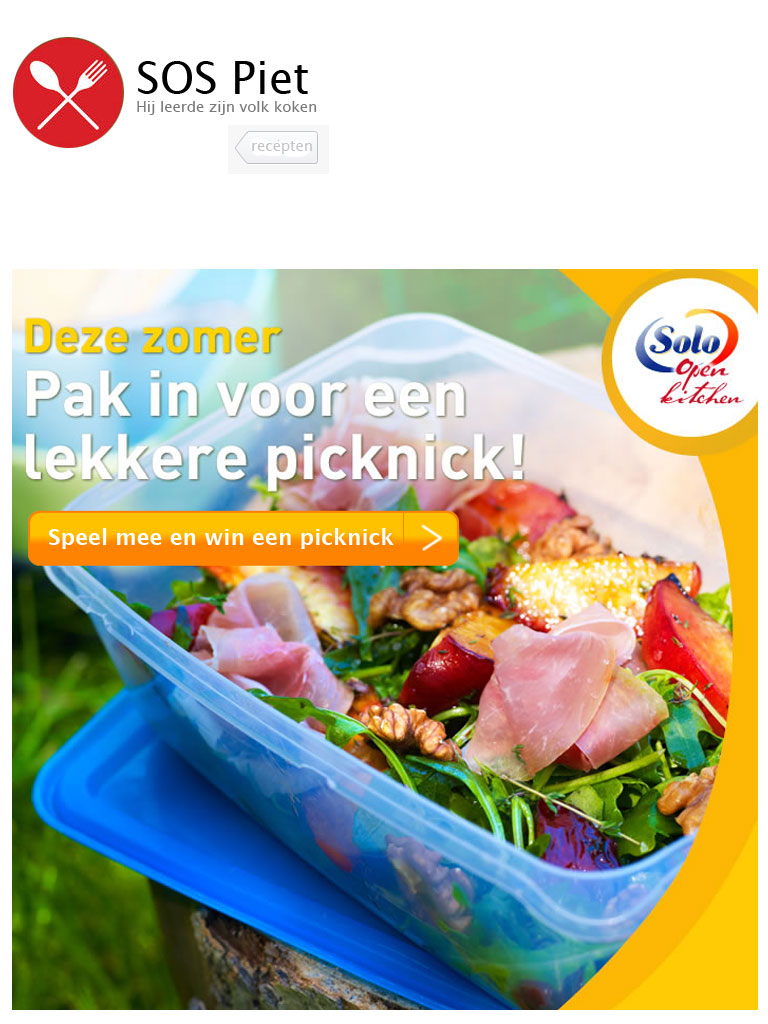 SOS Piet
Hij leerde zijn volk koken
recepten
Deze zomer
Pak in voor een
lekkere picknick!
Solo
Open
kitchen
Speel mee en win een picknick